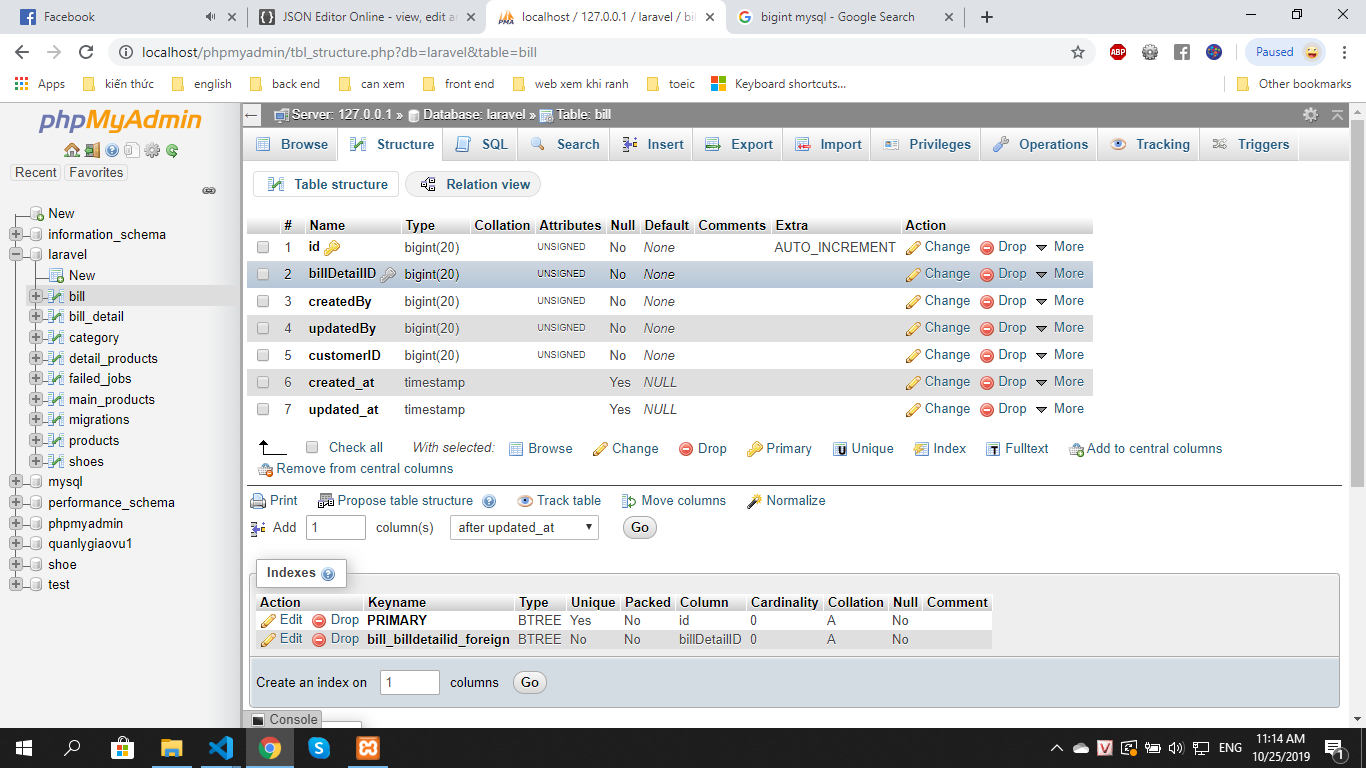 Facebook
JSON Editor Online - view, edit a
localhost / 127.0.0.1 / laravel / bi
bigint mysql - Google Search
localhost/phpmyadmin/tbl_structure.php?db=laravel&table=bill
ABP
Paused
Apps
kiến thức
english
back end
can xem
front end
web xem khi ranh
toeic
Keyboard shortcuts...
Other bookmarks
phpMyAdmin
Recent Favorites
New
information_schema
laravel
New
bill
bill_detail
category
detail_products
failed_jobs
main_products
migrations
products
shoes
mysql
performance_schema
phpmyadmin
quanlygiaovu1
shoe
test
Server: 127.0.0.1 » Database: laravel » Table: bill
Browse Structure SQL Search Insert Export Import Privileges Operations Tracking Triggers
Table structure Relation view
# Name Type Collation Attributes Null Default Comments Extra Action
1 id bigint(20) UNSIGNED No None AUTO_INCREMENT Change Drop More
2 billDetailID bigint(20) UNSIGNED No None Change Drop More
3 createdBy bigint(20) UNSIGNED No None Change Drop More
4 updatedBy bigint(20) UNSIGNED No None Change Drop More
5 customerID bigint(20) UNSIGNED No None Change Drop More
6 created_at timestamp Yes NULL Change Drop More
7 updated_at timestamp Yes NULL Change Drop More
Check all With selected: Browse Change Drop Primary Unique Index Fulltext Add to central columns
Remove from central columns
Print Propose table structure Track table Move columns Normalize
Add 1 column(s) after updated_at Go
Indexes
Action Keyname Type Unique Packed Column Cardinality Collation Null Comment
Edit Drop PRIMARY BTREE Yes No id 0 A No
Edit Drop bill_billdetailid_foreign BTREE No No billDetailID 0 A No
Create an index on 1 columns Go
Console
ENG
11:14 AM
10/25/2019
1